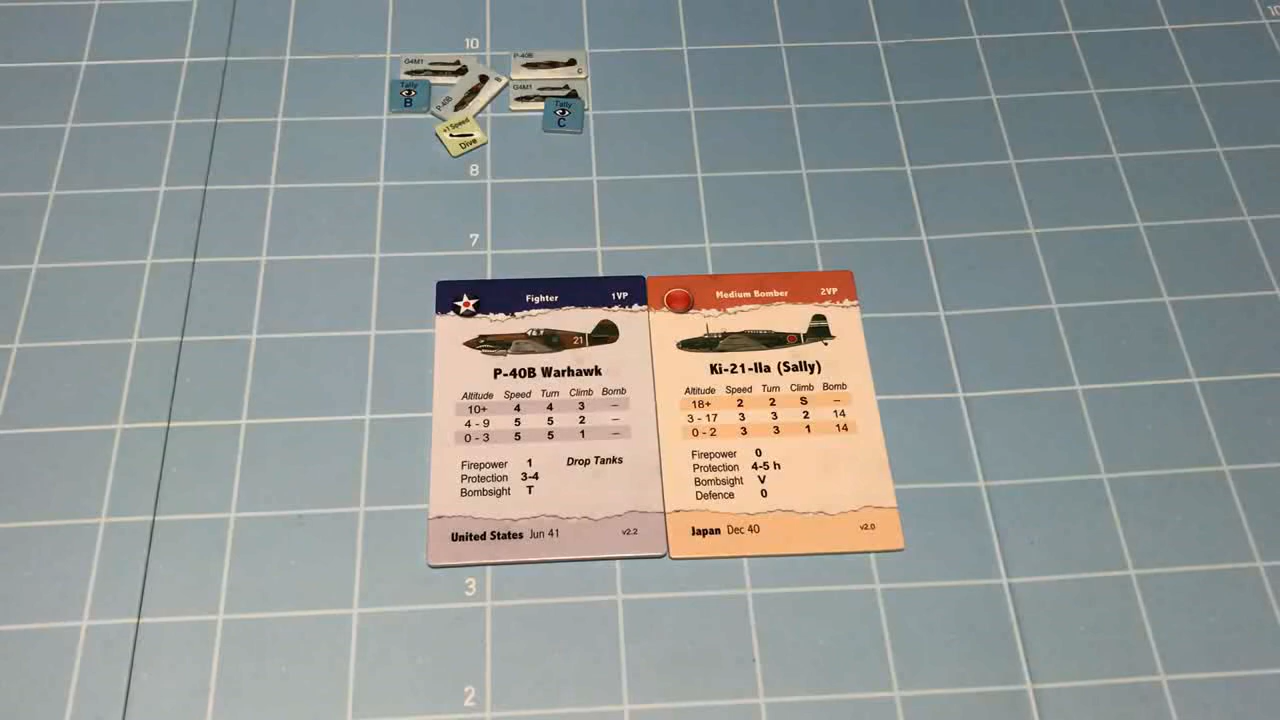 10
10
G4M1
P-40B
C
Tally
B
P-40B
B
G4M1
Tally
C
+1 Speed
Dive
8
7
Fighter 1VP
21
P-40B Warhawk
Altitude Speed Turn Climb Bomb
10+ 4 4 3 –
4 - 9 5 5 2 –
0 - 3 5 5 1 –
Firepower 1 Drop Tanks
Protection 3-4
Bombsight T
United States Jun 41 v2.2
Medium Bomber 2VP
Ki-21-IIa (Sally)
Altitude Speed Turn Climb Bomb
18+ 2 2 S –
3 - 17 3 3 2 14
0 - 2 3 3 1 14
Firepower 0
Protection 4-5 h
Bombsight V
Defence 0
Japan Dec 40 v2.0
3
2